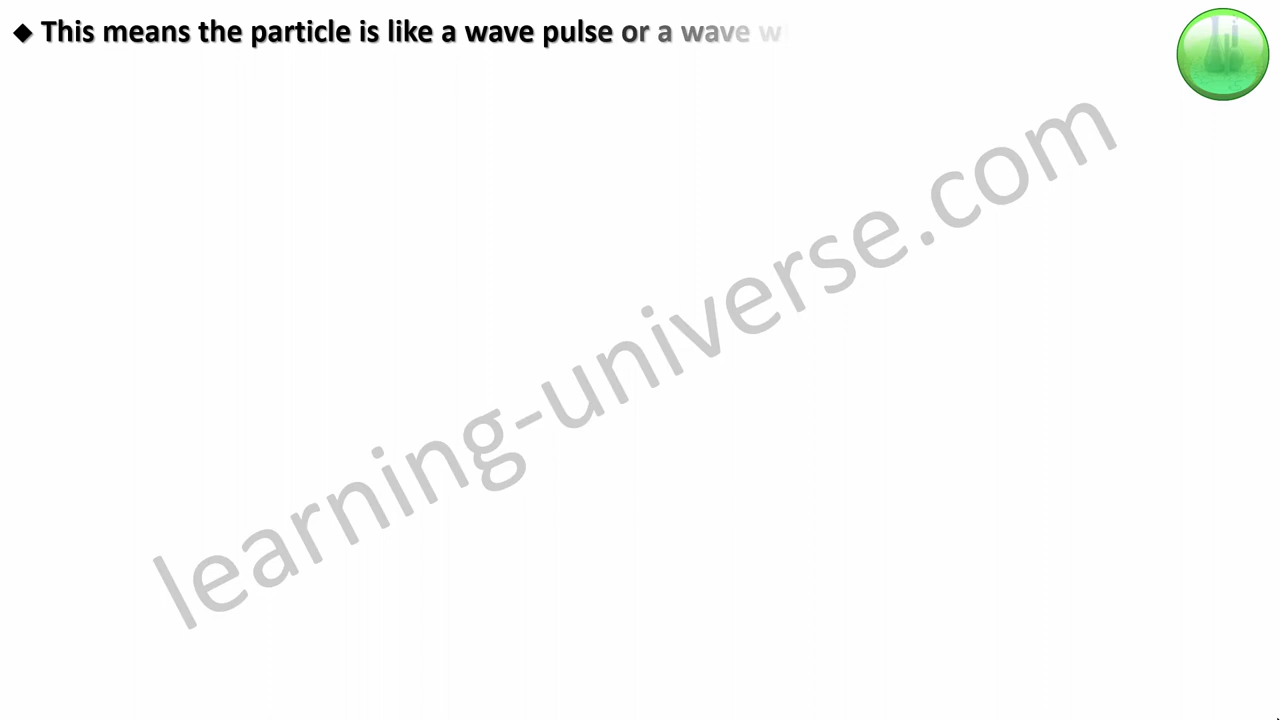 ◆ This means the particle is like a wave pulse or a wave w
learning-universe.com